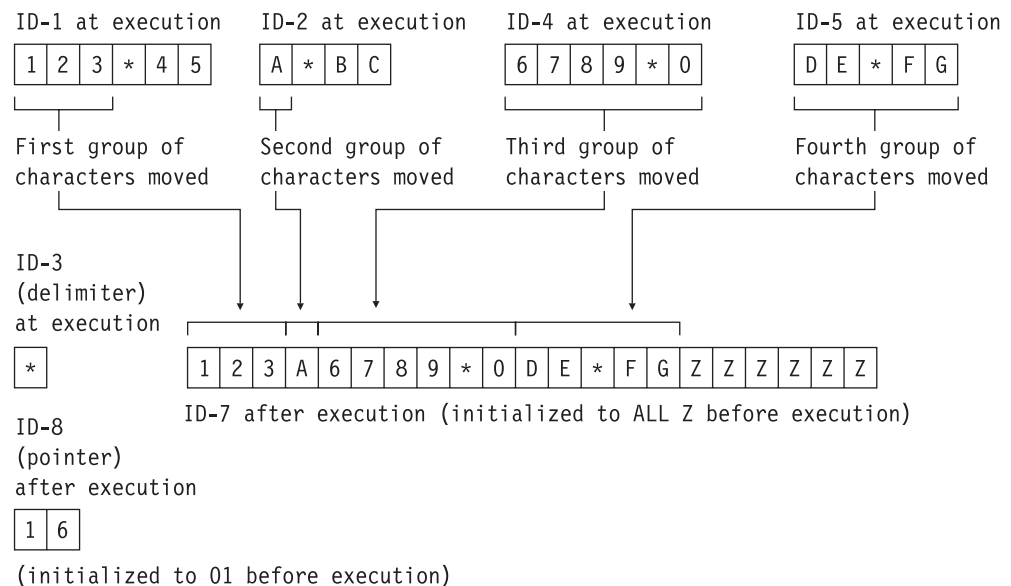 ID-1 at execution ID-2 at execution ID-4 at execution ID-5 at execution
1 2 3 * 4 5 A * B C 6 7 8 9 * 0 D E * F G
First group of Second group of Third group of Fourth group of
characters moved characters moved characters moved characters moved
ID-3
(delimiter)
at execution
* 1 2 3 A 6 7 8 9 * 0 D E * F G Z Z Z Z Z Z
ID-7 after execution (initialized to ALL Z before execution)
ID-8
(pointer)
after execution
1 6
(initialized to 01 before execution)